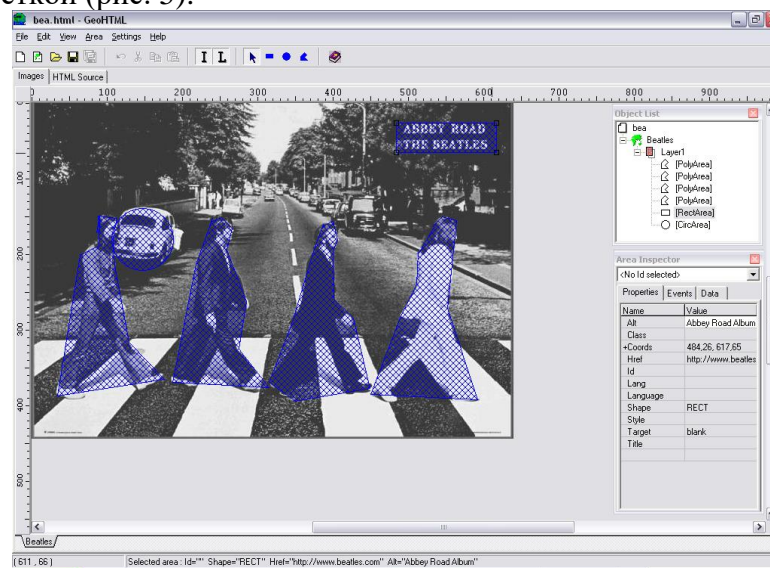 еткой (рис. 3).
bea.html - GeoHTML
File Edit View Area Settings Help
I L
Images HTML Source
0 100 200 300 400 500 600 700 800 900
0
100
200
300
400
500
ABBEY ROAD
THE BEATLES
Object List
bea
Beatles
Layer1
[PolyArea]
[PolyArea]
[PolyArea]
[PolyArea]
[RectArea]
[CircArea]
Area Inspector
<No Id selected>
Properties Events Data
Name Value
Alt Abbey Road Album
Class
+Coords 484,26, 617,65
Href http://www.beatles
Id
Lang
Language
Shape RECT
Style
Target blank
Title
Beatles
(611 , 66 ) Selected area : Id="" Shape="RECT" Href="http://www.beatles.com" Alt="Abbey Road Album"